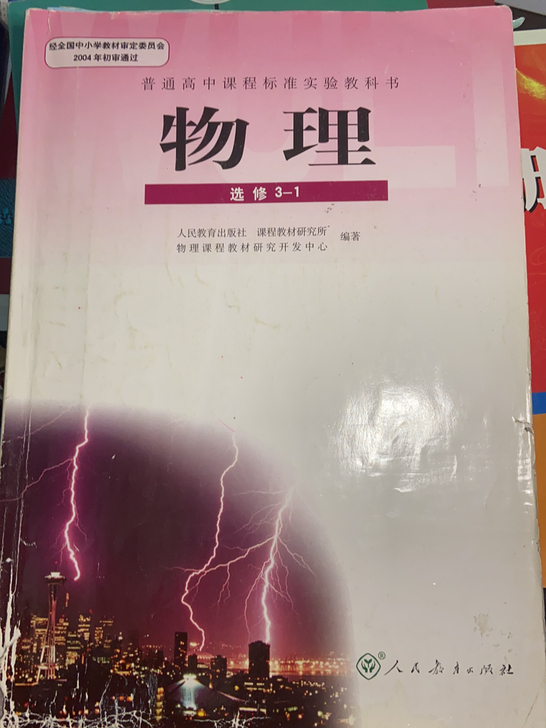 经全国中小学教材审定委员会
2004年初审通过
普通高中课程标准实验教科书
物理
选修 3-1
人民教育出版社 课程教材研究所
物理课程教材研究开发中心
编著
®人民教育出版社